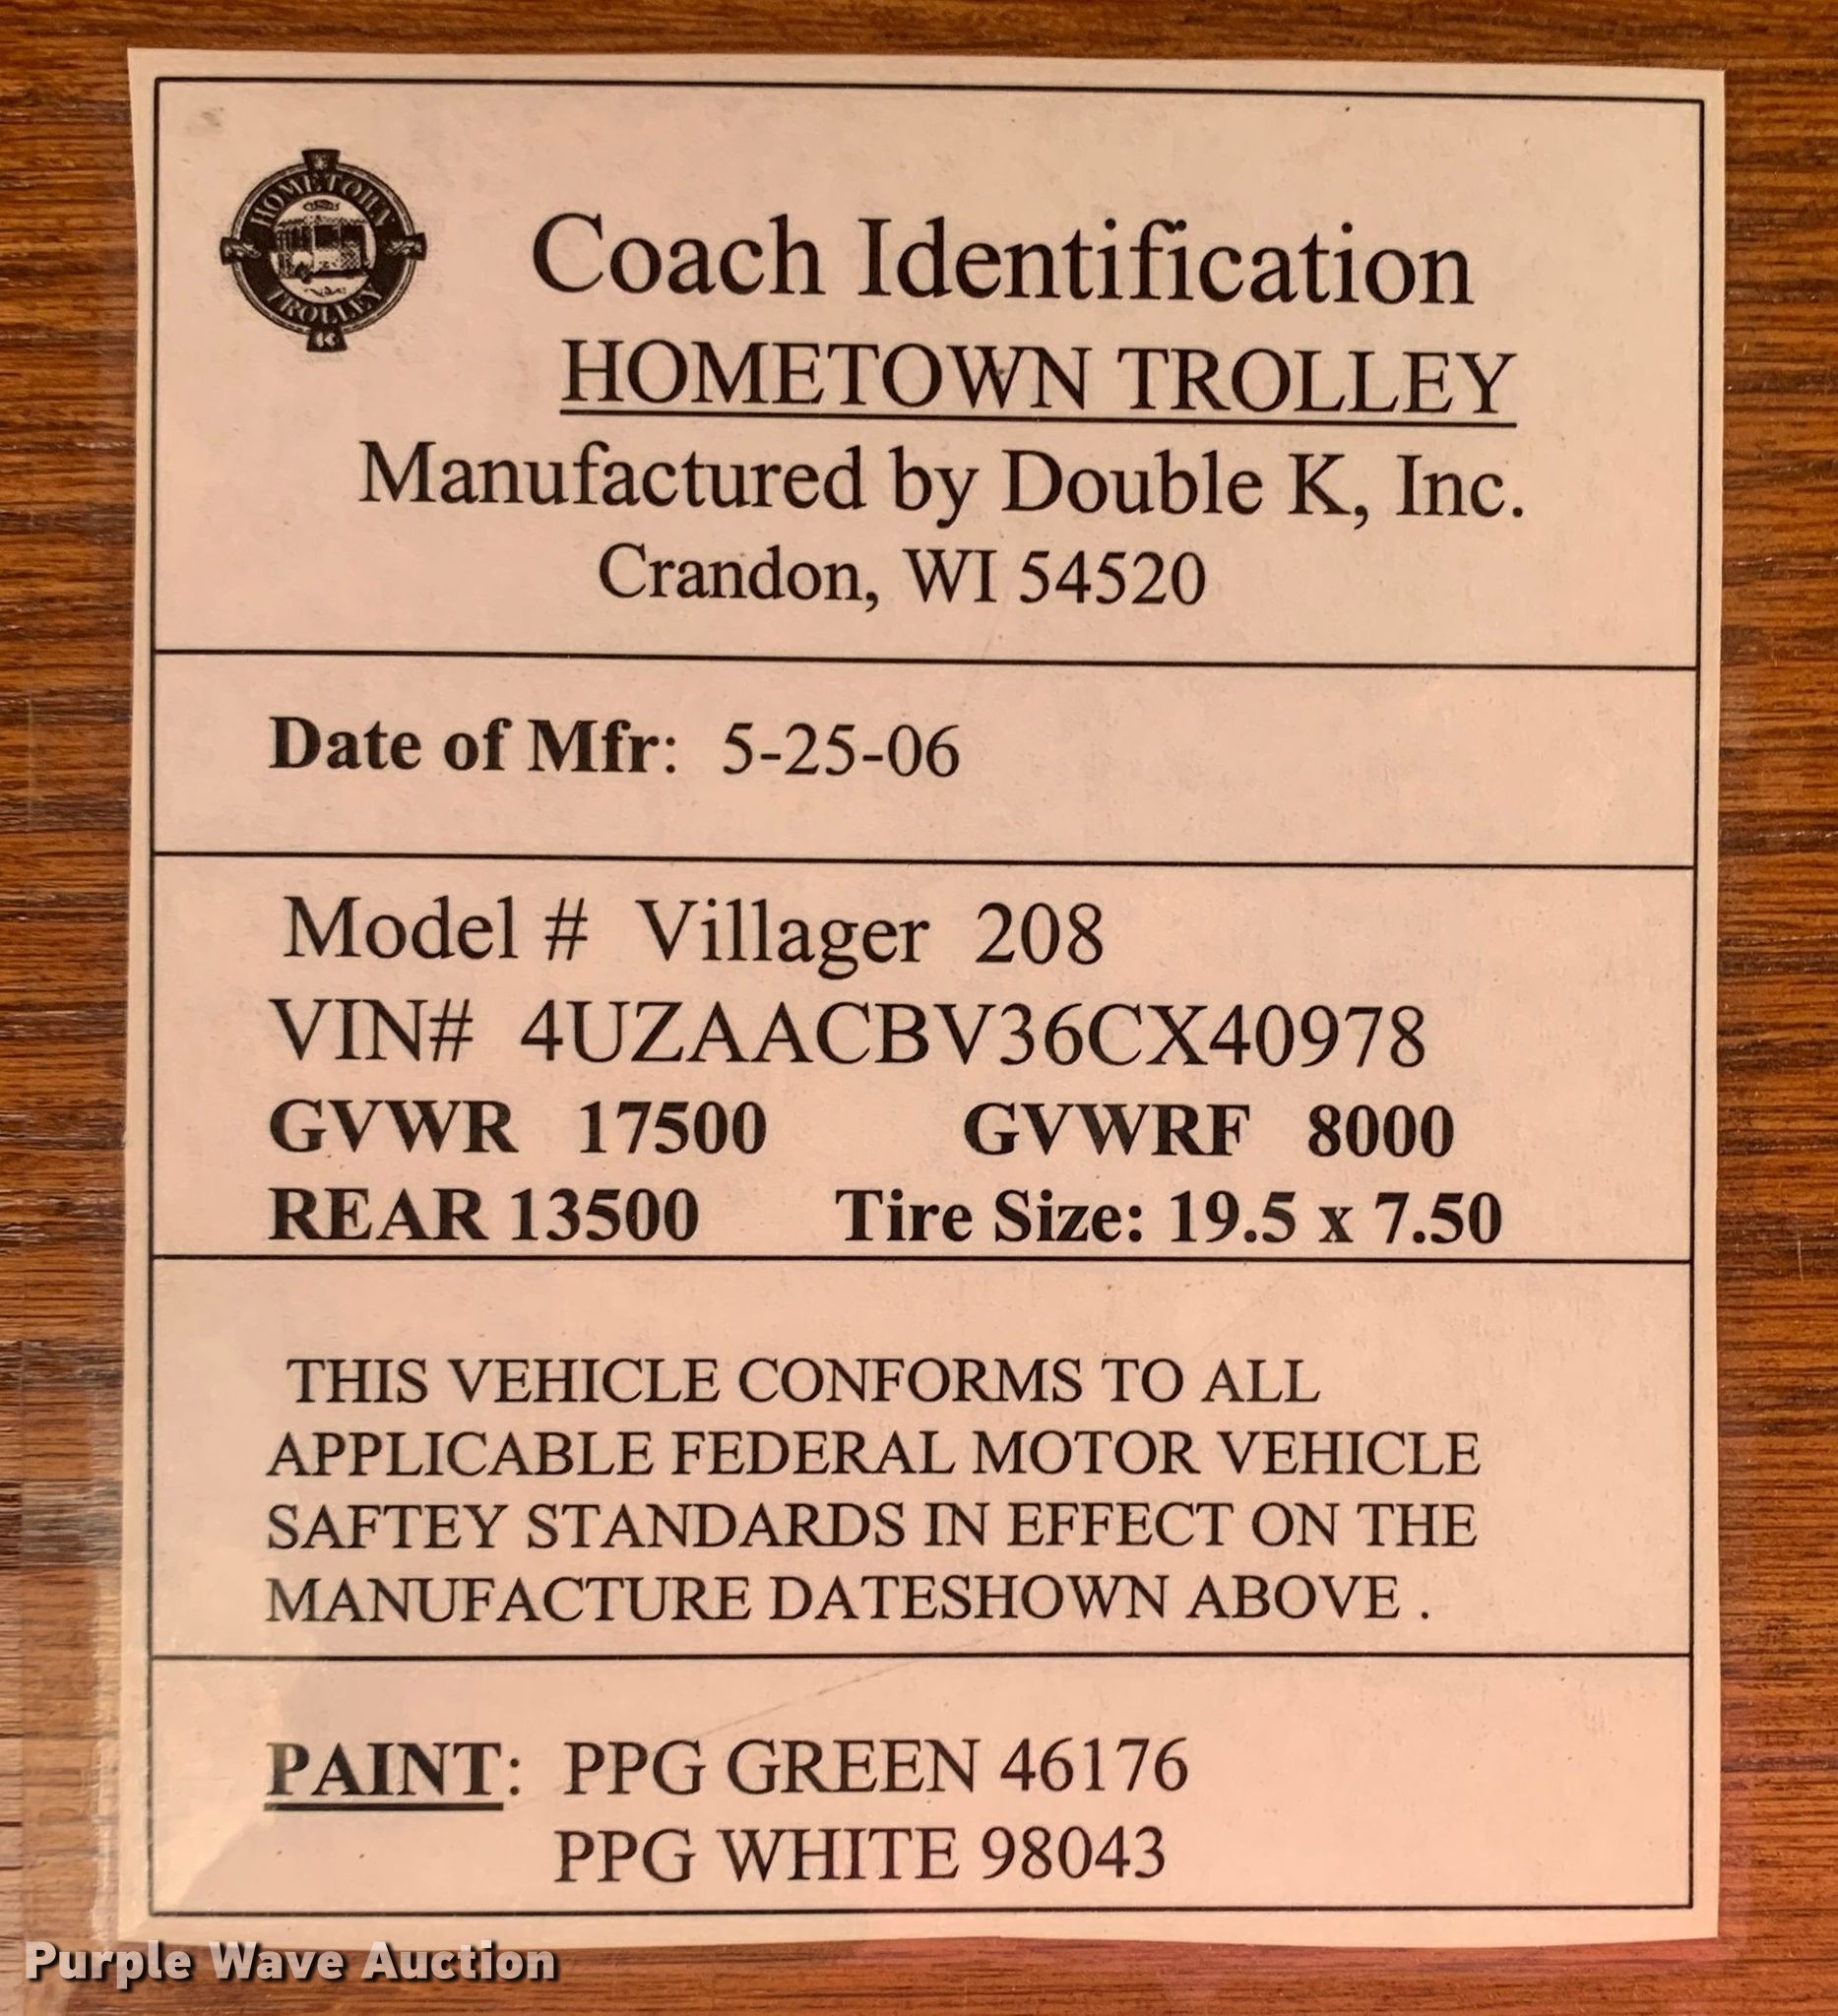 HOMETOWN
TROLLEY
Coach Identification
HOMETOWN TROLLEY
Manufactured by Double K, Inc.
Crandon, WI 54520
Date of Mfr: 5-25-06
Model # Villager 208
VIN# 4UZAACBV36CX40978
GVWR 17500 GVWRF 8000
REAR 13500 Tire Size: 19.5 x 7.50
THIS VEHICLE CONFORMS TO ALL
APPLICABLE FEDERAL MOTOR VEHICLE
SAFTEY STANDARDS IN EFFECT ON THE
MANUFACTURE DATESHOWN ABOVE .
PAINT: PPG GREEN 46176
PPG WHITE 98043
Purple Wave Auction